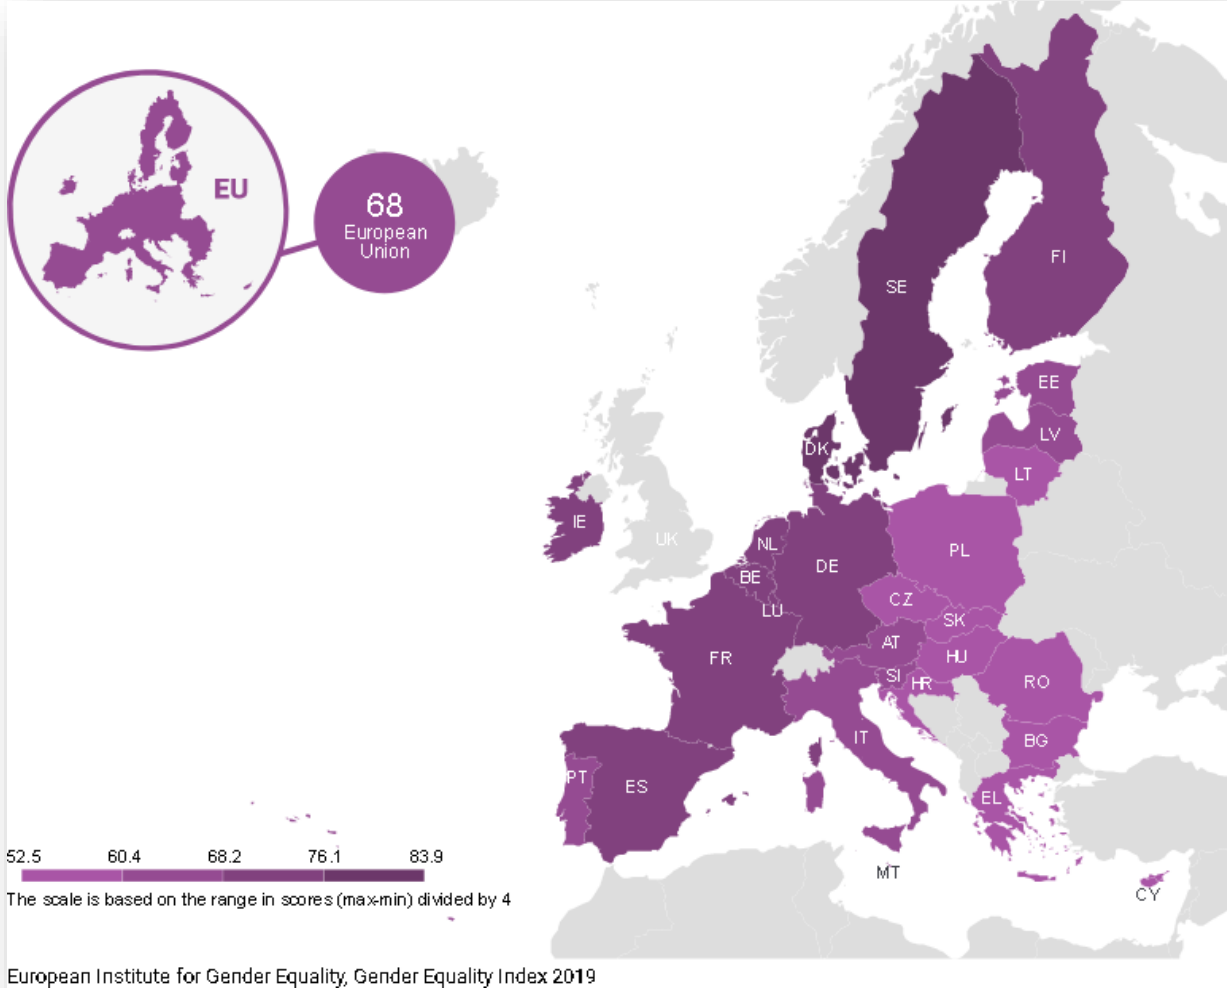 EU
68
European
Union
FI
SE
EE
LV
DK
LT
IE
UK
NL
PL
DE
BE
CZ
LU
SK
AT
HU
FR
SI
HR
RO
IT
BG
PT
ES
EL
52.5 60.4 68.2 76.1 83.9
MT
CY
The scale is based on the range in scores (max-min) divided by 4
European Institute for Gender Equality, Gender Equality Index 2019